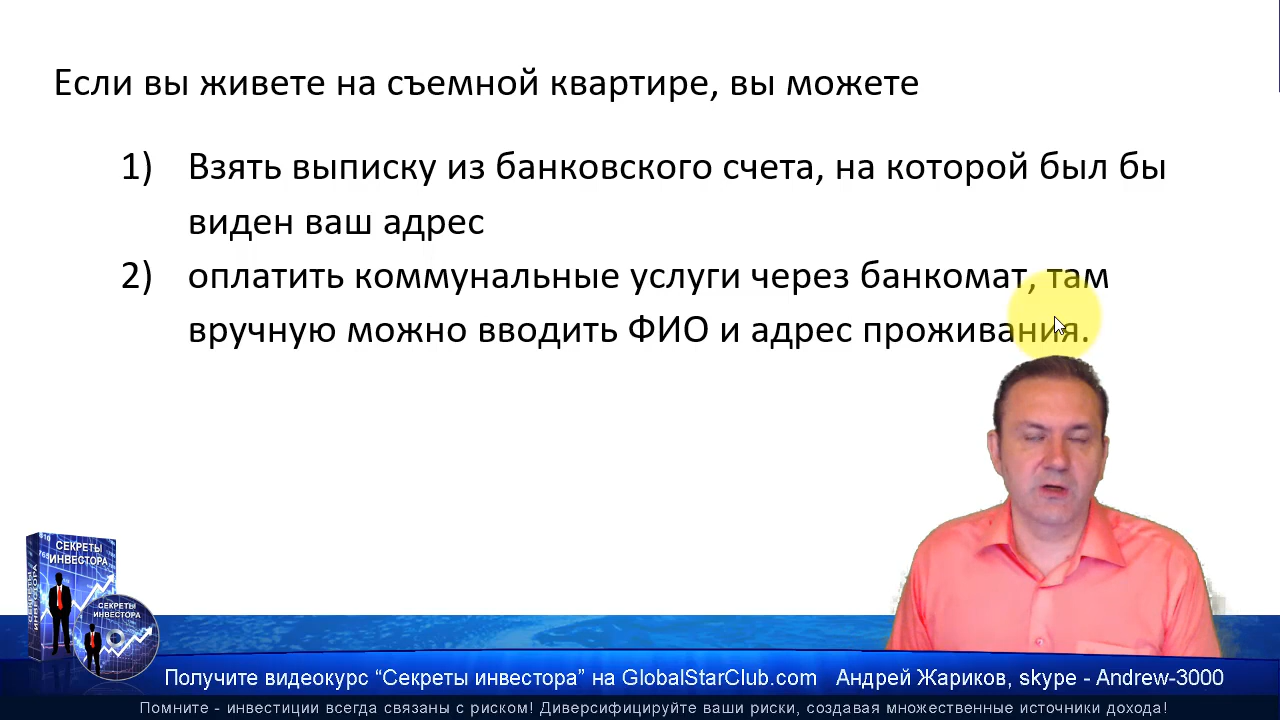 Если вы живете на съемной квартире, вы можете
1) Взять выписку из банковского счета, на которой был бы
виден ваш адрес
2) оплатить коммунальные услуги через банкомат, там
вручную можно вводить ФИО и адрес проживания.
СЕКРЕТЫ
ИНВЕСТОРА
СЕКРЕТЫ
ИНВЕСТОРА
Получите видеокурс “Секреты инвестора” на GlobalStarClub.com Андрей Жариков, skype - Andrew-3000
Помните - инвестиции всегда связаны с риском! Диверсифицируйте ваши риски, создавая множественные источники дохода!